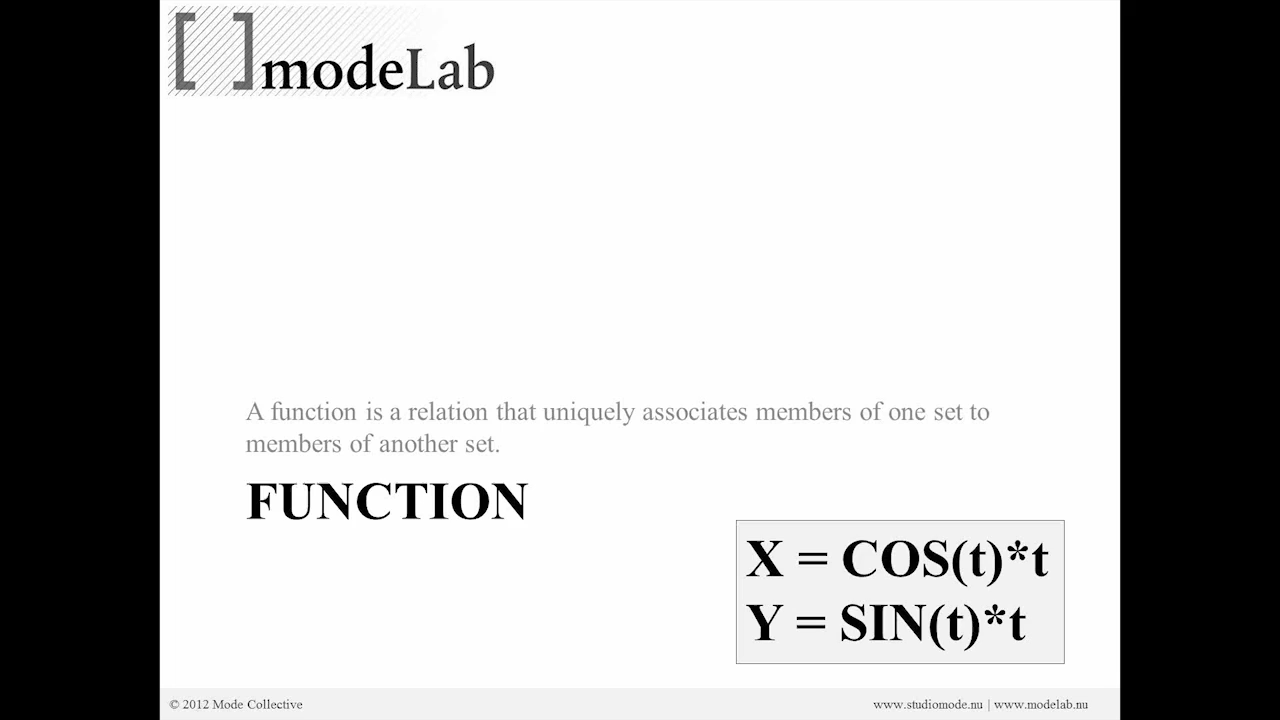 [ ] modeLab
A function is a relation that uniquely associates members of one set to
members of another set.
FUNCTION
X = COS(t)*t
Y = SIN(t)*t
© 2012 Mode Collective
www.studiomode.nu | www.modelab.nu